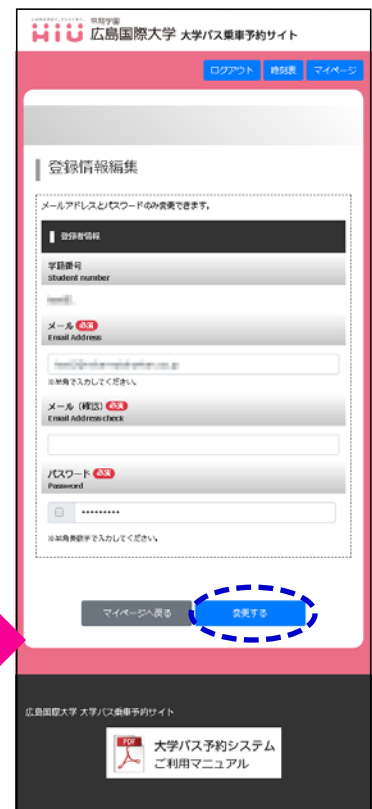 HiU 広島国際大学 大学バス乗車予約サイト
ログアウト 時刻表 マイページ
登録情報編集
メールアドレスとパスワードのみ変更できます。
登録者情報
学籍番号
Student number
メール 必須
Email Address
※半角で入力してください。
メール（確認） 必須
Email Address check
パスワード 必須
Password
•••••••••
※半角英数字で入力してください。
マイページへ戻る 変更する
広島国際大学 大学バス乗車予約サイト
PDF
大学バス予約システム
ご利用マニュアル